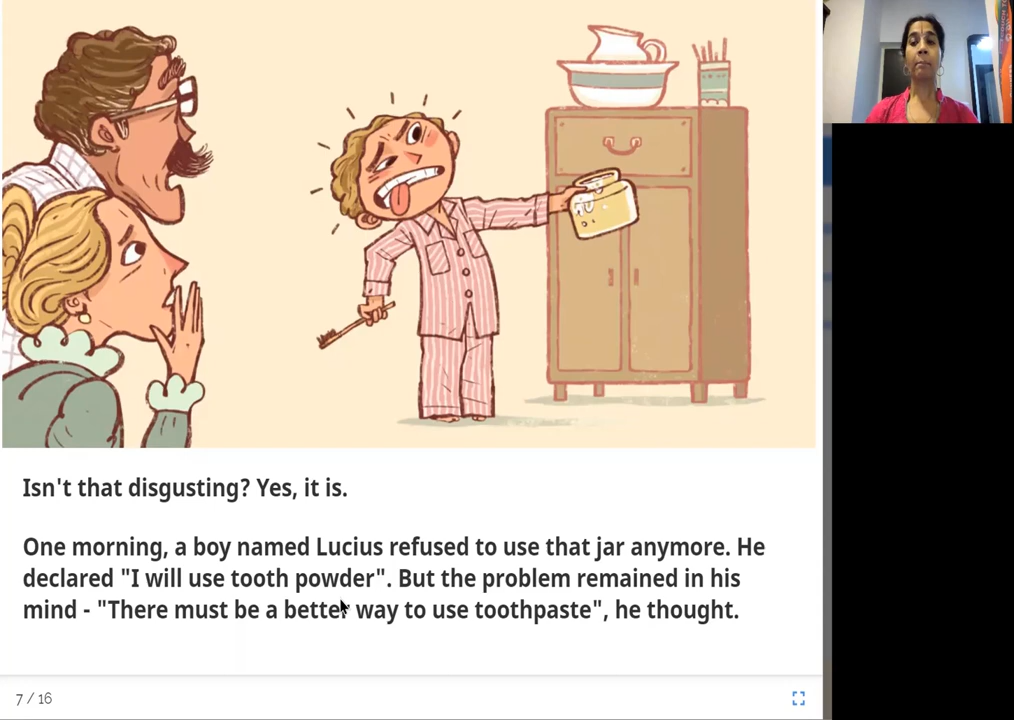 Isn't that disgusting? Yes, it is.
One morning, a boy named Lucius refused to use that jar anymore. He
declared "I will use tooth powder". But the problem remained in his
mind - "There must be a better way to use toothpaste", he thought.
7 / 16